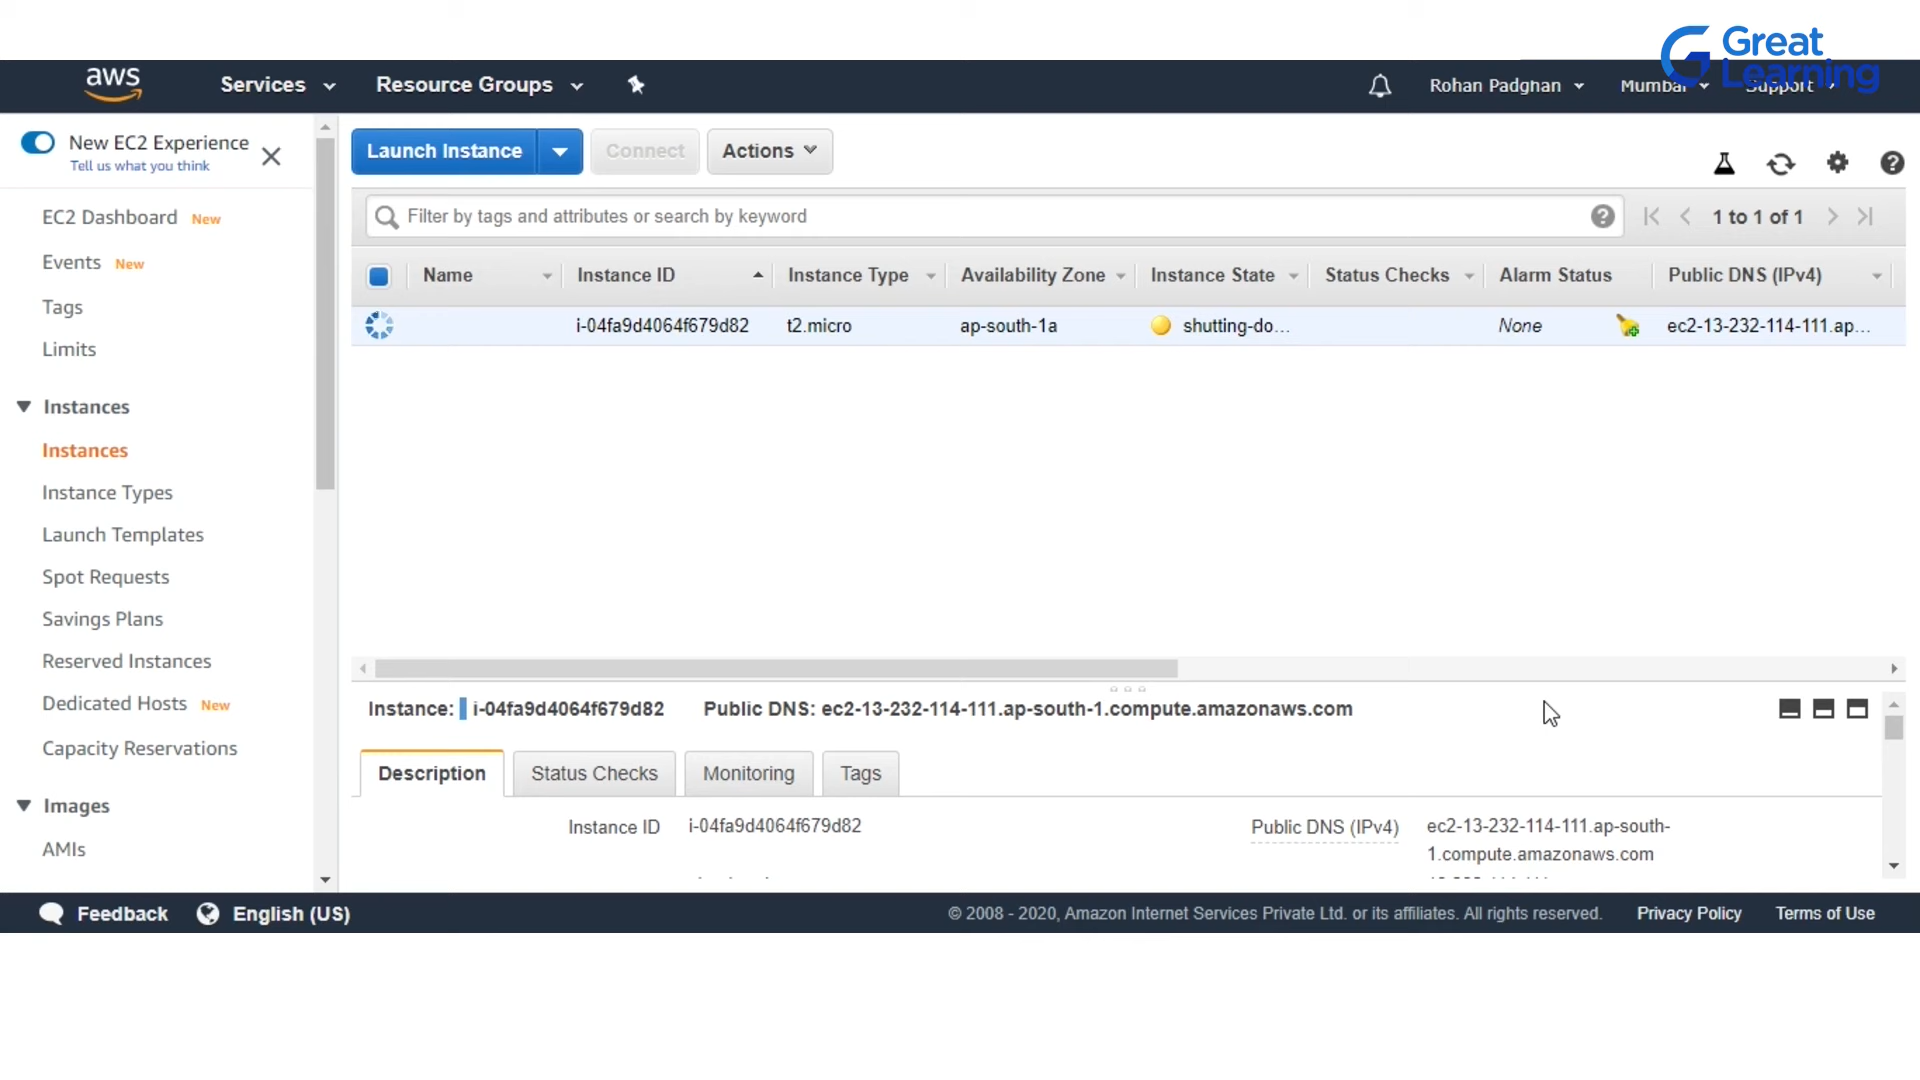 Great
Learning
aws
Services
Resource Groups
Rohan Padghan
Mumbai
Support
New EC2 Experience
Tell us what you think
EC2 Dashboard New
Events New
Tags
Limits
Instances
Instances
Instance Types
Launch Templates
Spot Requests
Savings Plans
Reserved Instances
Dedicated Hosts New
Capacity Reservations
Images
AMIs
Launch Instance
Connect
Actions
Filter by tags and attributes or search by keyword
1 to 1 of 1
Name Instance ID Instance Type Availability Zone Instance State Status Checks Alarm Status Public DNS (IPv4)
i-04fa9d4064f679d82 t2.micro ap-south-1a shutting-do... None ec2-13-232-114-111.ap...
Instance: i-04fa9d4064f679d82 Public DNS: ec2-13-232-114-111.ap-south-1.compute.amazonaws.com
Description Status Checks Monitoring Tags
Instance ID i-04fa9d4064f679d82
Public DNS (IPv4) ec2-13-232-114-111.ap-south-
1.compute.amazonaws.com
Feedback English (US)
© 2008 - 2020, Amazon Internet Services Private Ltd. or its affiliates. All rights reserved. Privacy Policy Terms of Use